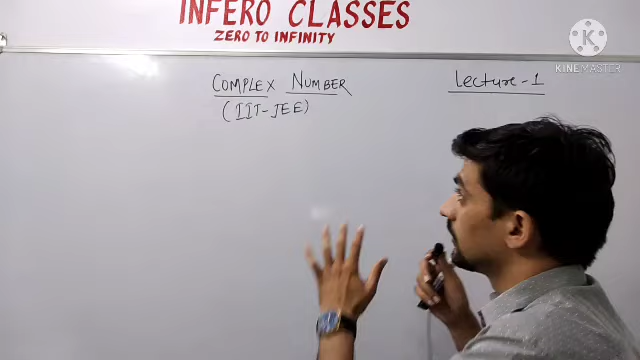 INFERO CLASSES
ZERO TO INFINITY
K
KINEMASTER
COMPLEX NUMBER
Lecture-1
(IIT-JEE)